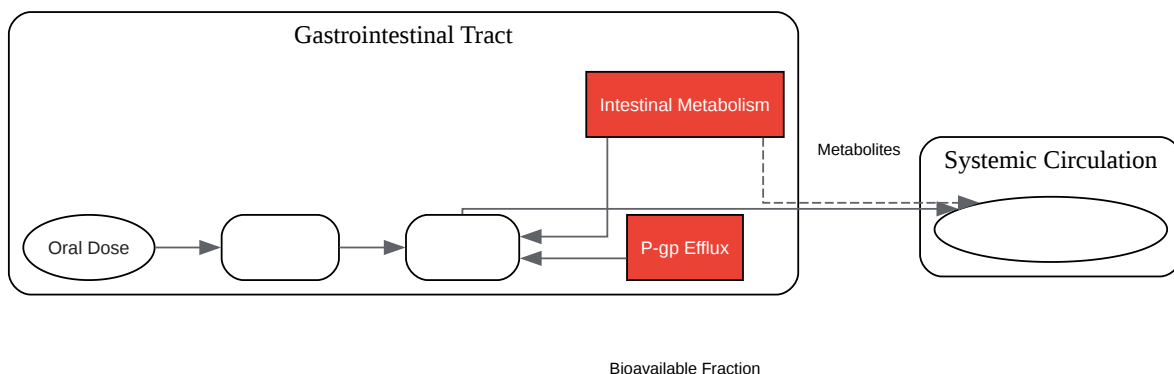 Gastrointestinal Tract
Intestinal Metabolism
Metabolites
Systemic Circulation
Oral Dose
P-gp Efflux
Bioavailable Fraction